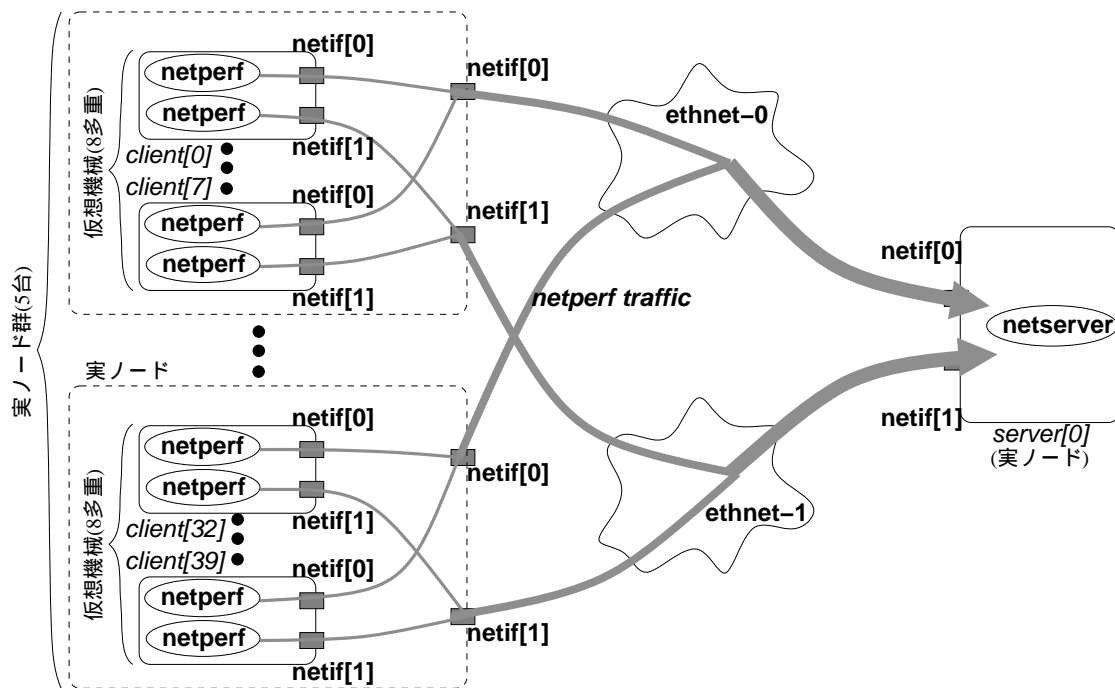 実ノード群(5台)
仮想機械(8多重)
netperf
netperf
client[0]
client[7]
netperf
netperf
netif[0]
netif[1]
netif[0]
netif[1]
netif[0]
netif[1]
実ノード
仮想機械(8多重)
netperf
netperf
client[32]
client[39]
netperf
netperf
netif[0]
netif[1]
netif[0]
netif[1]
netif[0]
netif[1]
ethnet−0
netperf traffic
ethnet−1
netif[0]
netserver
netif[1]
server[0]
(実ノード)